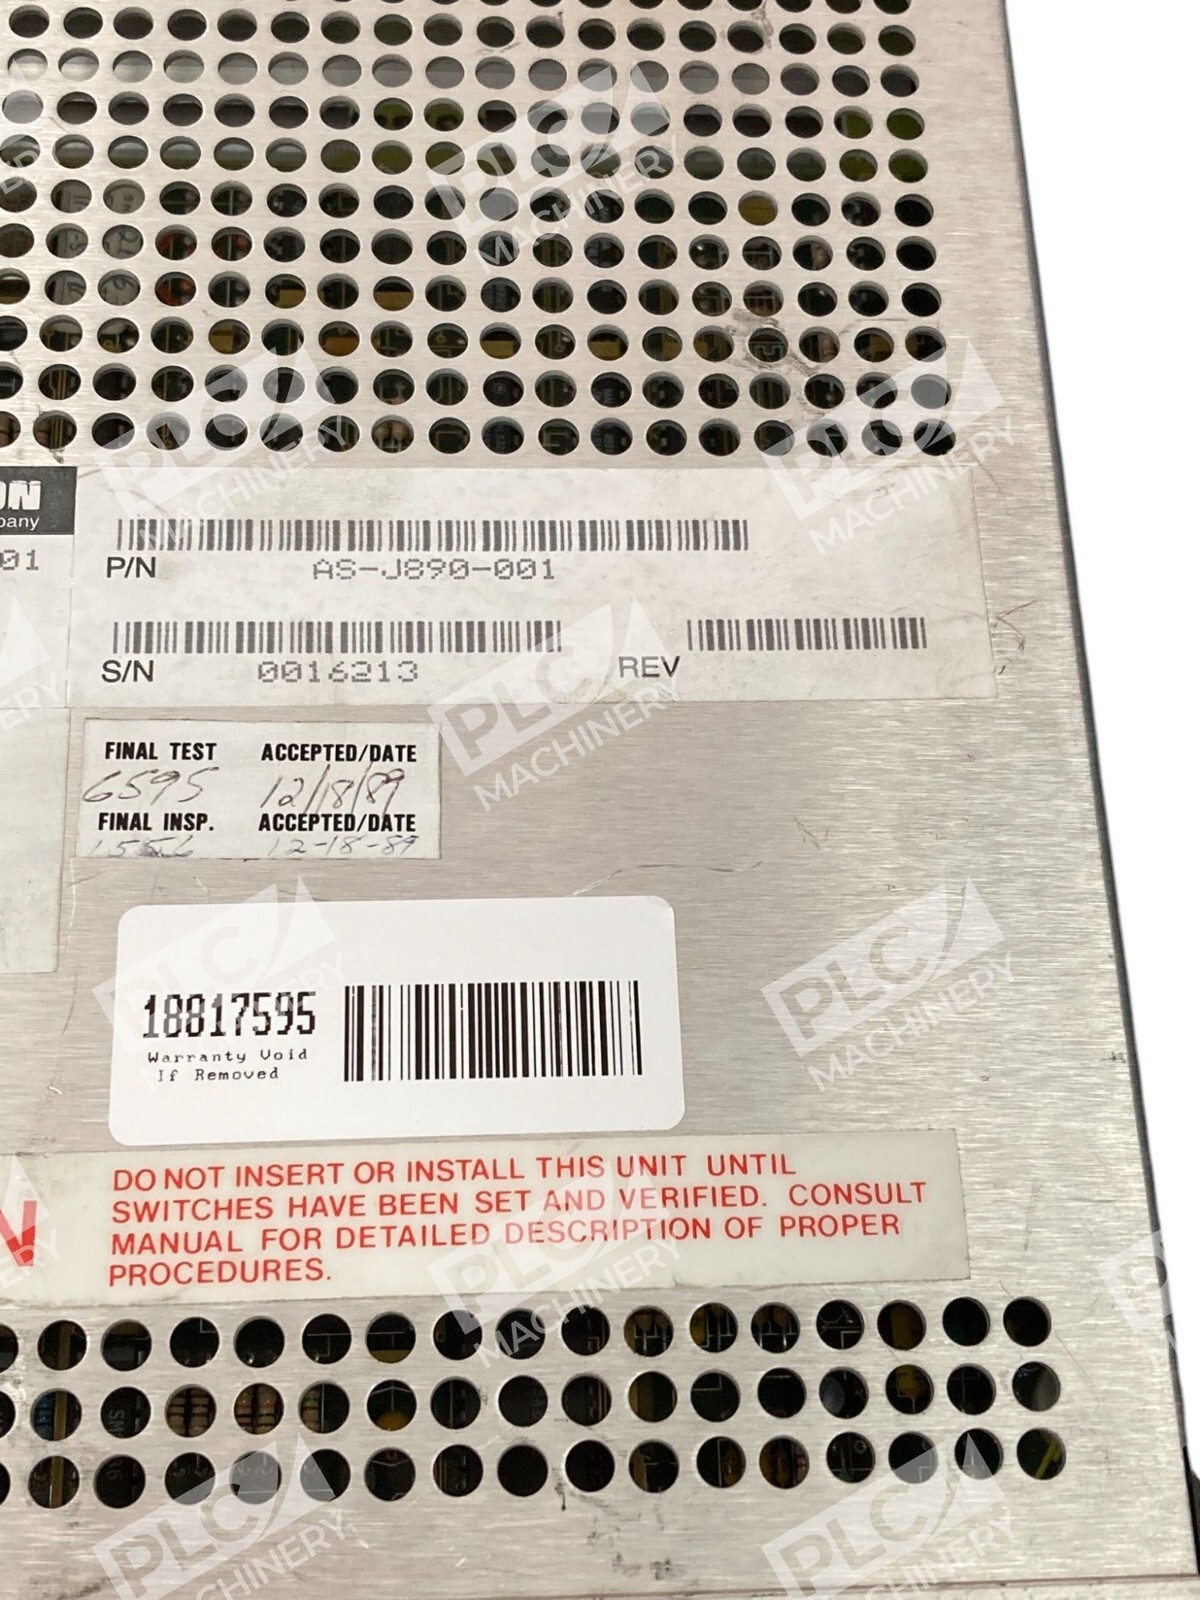 ON
pany
01
P/N AS-J890-001
S/N 0016213 REV
FINAL TEST ACCEPTED/DATE
6595 12/18/89
FINAL INSP. ACCEPTED/DATE
12-18-89
18817595
Warranty Void
If Removed
DO NOT INSERT OR INSTALL THIS UNIT UNTIL
SWITCHES HAVE BEEN SET AND VERIFIED. CONSULT
MANUAL FOR DETAILED DESCRIPTION OF PROPER
PROCEDURES.
PLC
MACHINERY